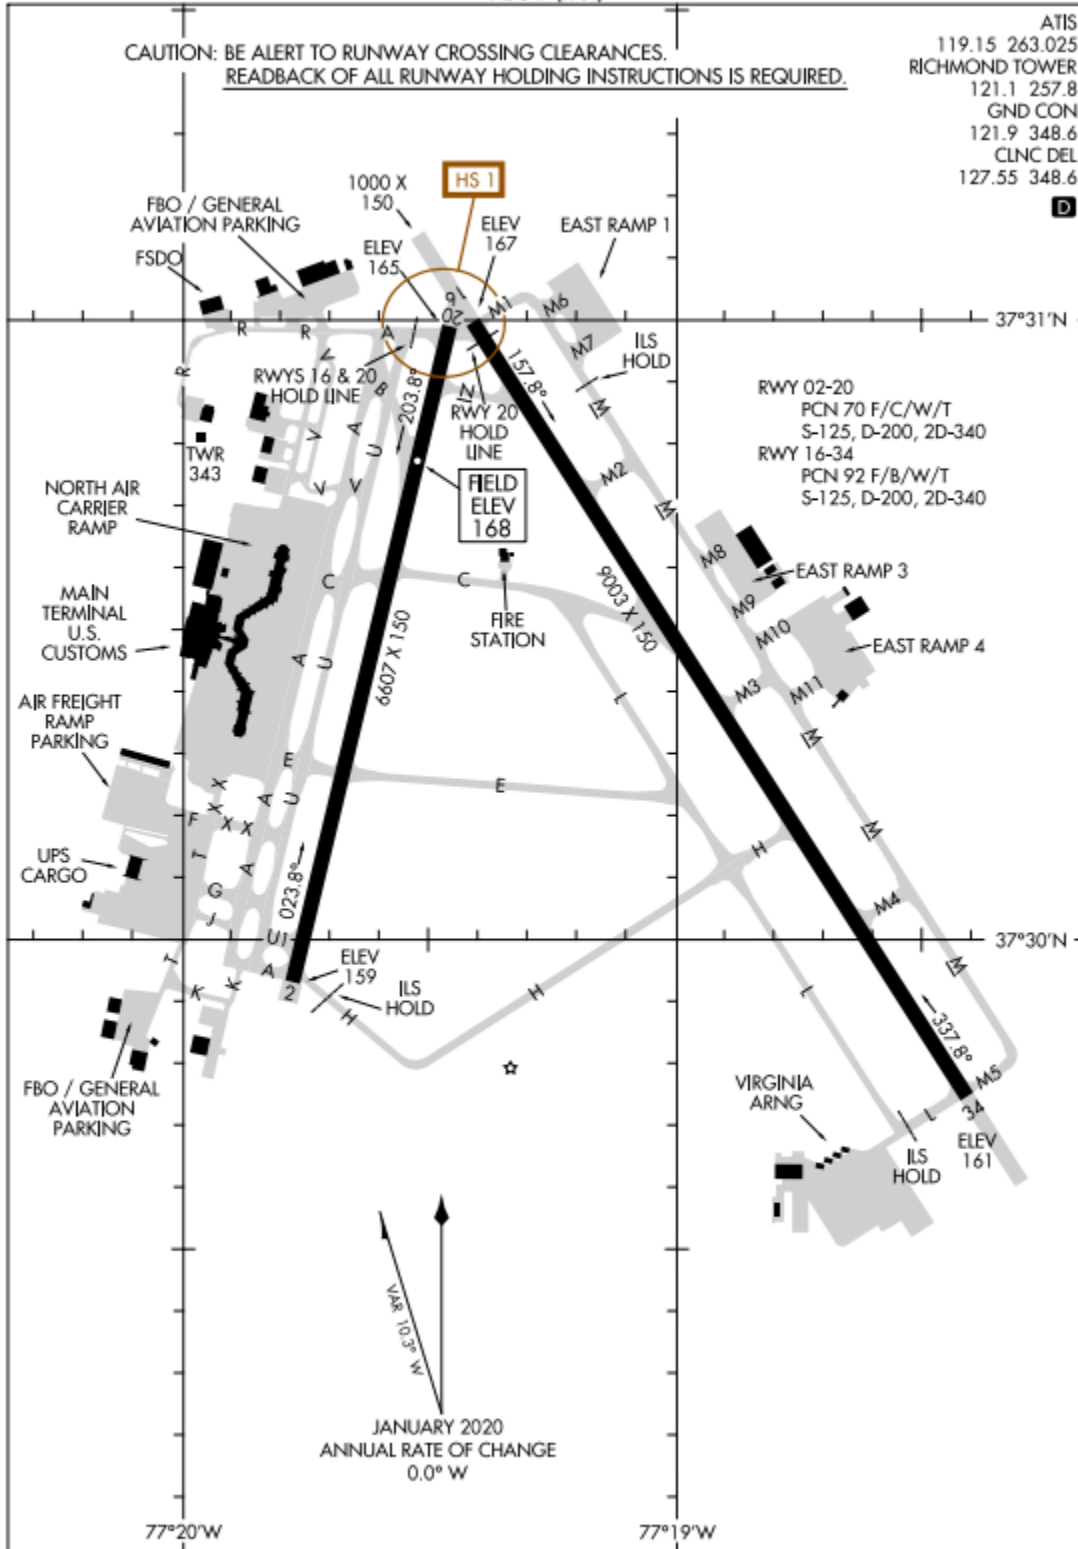 ATIS
119.15 263.025
RICHMOND TOWER
121.1 257.8
GND CON
121.9 348.6
CLNC DEL
127.55 348.6
D
CAUTION: BE ALERT TO RUNWAY CROSSING CLEARANCES.
READBACK OF ALL RUNWAY HOLDING INSTRUCTIONS IS REQUIRED.
HS 1
1000 X
150
FBO / GENERAL
AVIATION PARKING
FSDO
ELEV
165
ELEV
167
EAST RAMP 1
16
20
M1
M6
M7
37°31'N
R
R
R
V
A
B
ILS
HOLD
RWYS 16 & 20
HOLD LINE
203.8°
157.8°
RWY 20
HOLD
LINE
M
RWY 02-20
PCN 70 F/C/W/T
S-125, D-200, 2D-340
RWY 16-34
PCN 92 F/B/W/T
S-125, D-200, 2D-340
TWR
343
V
A
U
V
V
M2
M
FIELD
ELEV
168
NORTH AIR
CARRIER
RAMP
C
C
FIRE
STATION
M8
M9
M10
M11
M3
EAST RAMP 3
EAST RAMP 4
MAIN
TERMINAL
U.S.
CUSTOMS
A
U
6607 X 150
9003 X 150
L
M
AIR FREIGHT
RAMP
PARKING
E
E
A
U
X
X
X
X
F
T
A
G
J
H
M
UPS
CARGO
023.8°
U1
M4
37°30'N
T
K
K
A
2
ELEV
159
ILS
HOLD
H
H
L
M
337.8°
M5
L
34
ELEV
161
ILS
HOLD
VIRGINIA
ARNG
FBO / GENERAL
AVIATION
PARKING
VAR 10.3° W
JANUARY 2020
ANNUAL RATE OF CHANGE
0.0° W
77°20'W
77°19'W